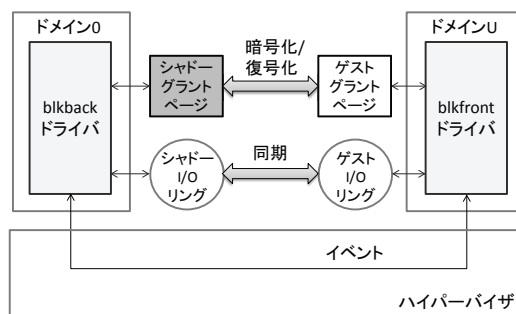 ドメイン0
ドメインU
blkback
ドライバ
シャドー
グラント
ページ
暗号化/
復号化
ゲスト
グラント
ページ
blkfront
ドライバ
シャドー
I/O
リング
同期
ゲスト
I/O
リング
イベント
ハイパーバイザ